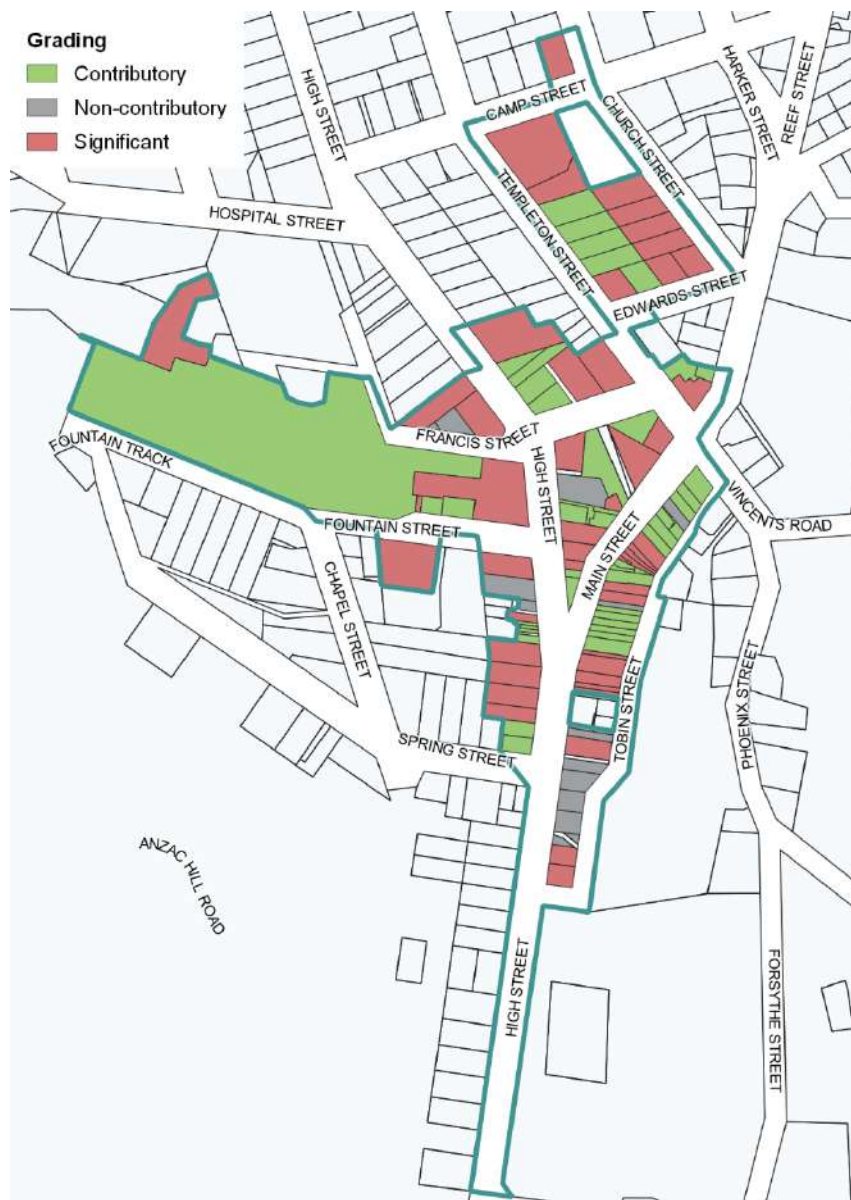 Grading
Contributory
Non-contributory
Significant
HIGH STREET
CAMP STREET
CHURCH STREET
HARKER STREET
REEF STREET
HOSPITAL STREET
TEMPLETON STREET
EDWARDS STREET
FRANCIS STREET
FOUNTAIN TRACK
HIGH STREET
FOUNTAIN STREET
MAIN STREET
VINCENTS ROAD
CHAPEL STREET
TOBIN STREET
PHOENIX STREET
SPRING STREET
ANZAC HILL ROAD
HIGH STREET
FORSYTHE STREET